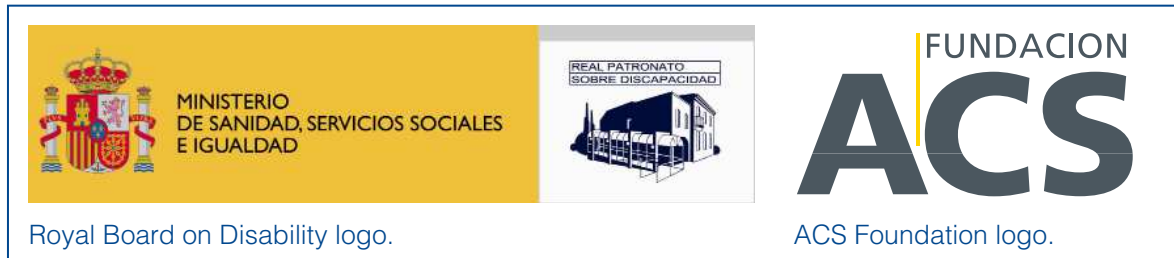 MINISTERIO
DE SANIDAD, SERVICIOS SOCIALES
E IGUALDAD
REAL PATRONATO
SOBRE DISCAPACIDAD
FUNDACION
ACS
Royal Board on Disability logo.
ACS Foundation logo.